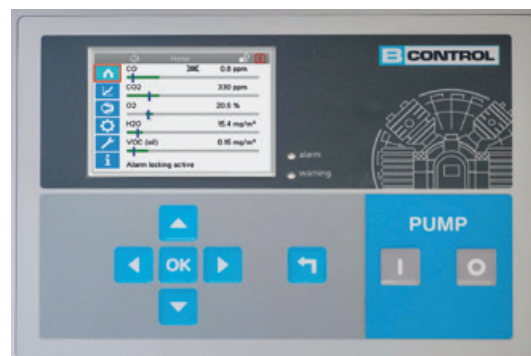 Home
CO 0.8 ppm
CO2 330 ppm
O2 20.5 %
H2O 15.4 mg/m³
VOC (oil) 0.15 mg/m³
Alarm locking active
B CONTROL
alarm
warning
OK
PUMP
I O